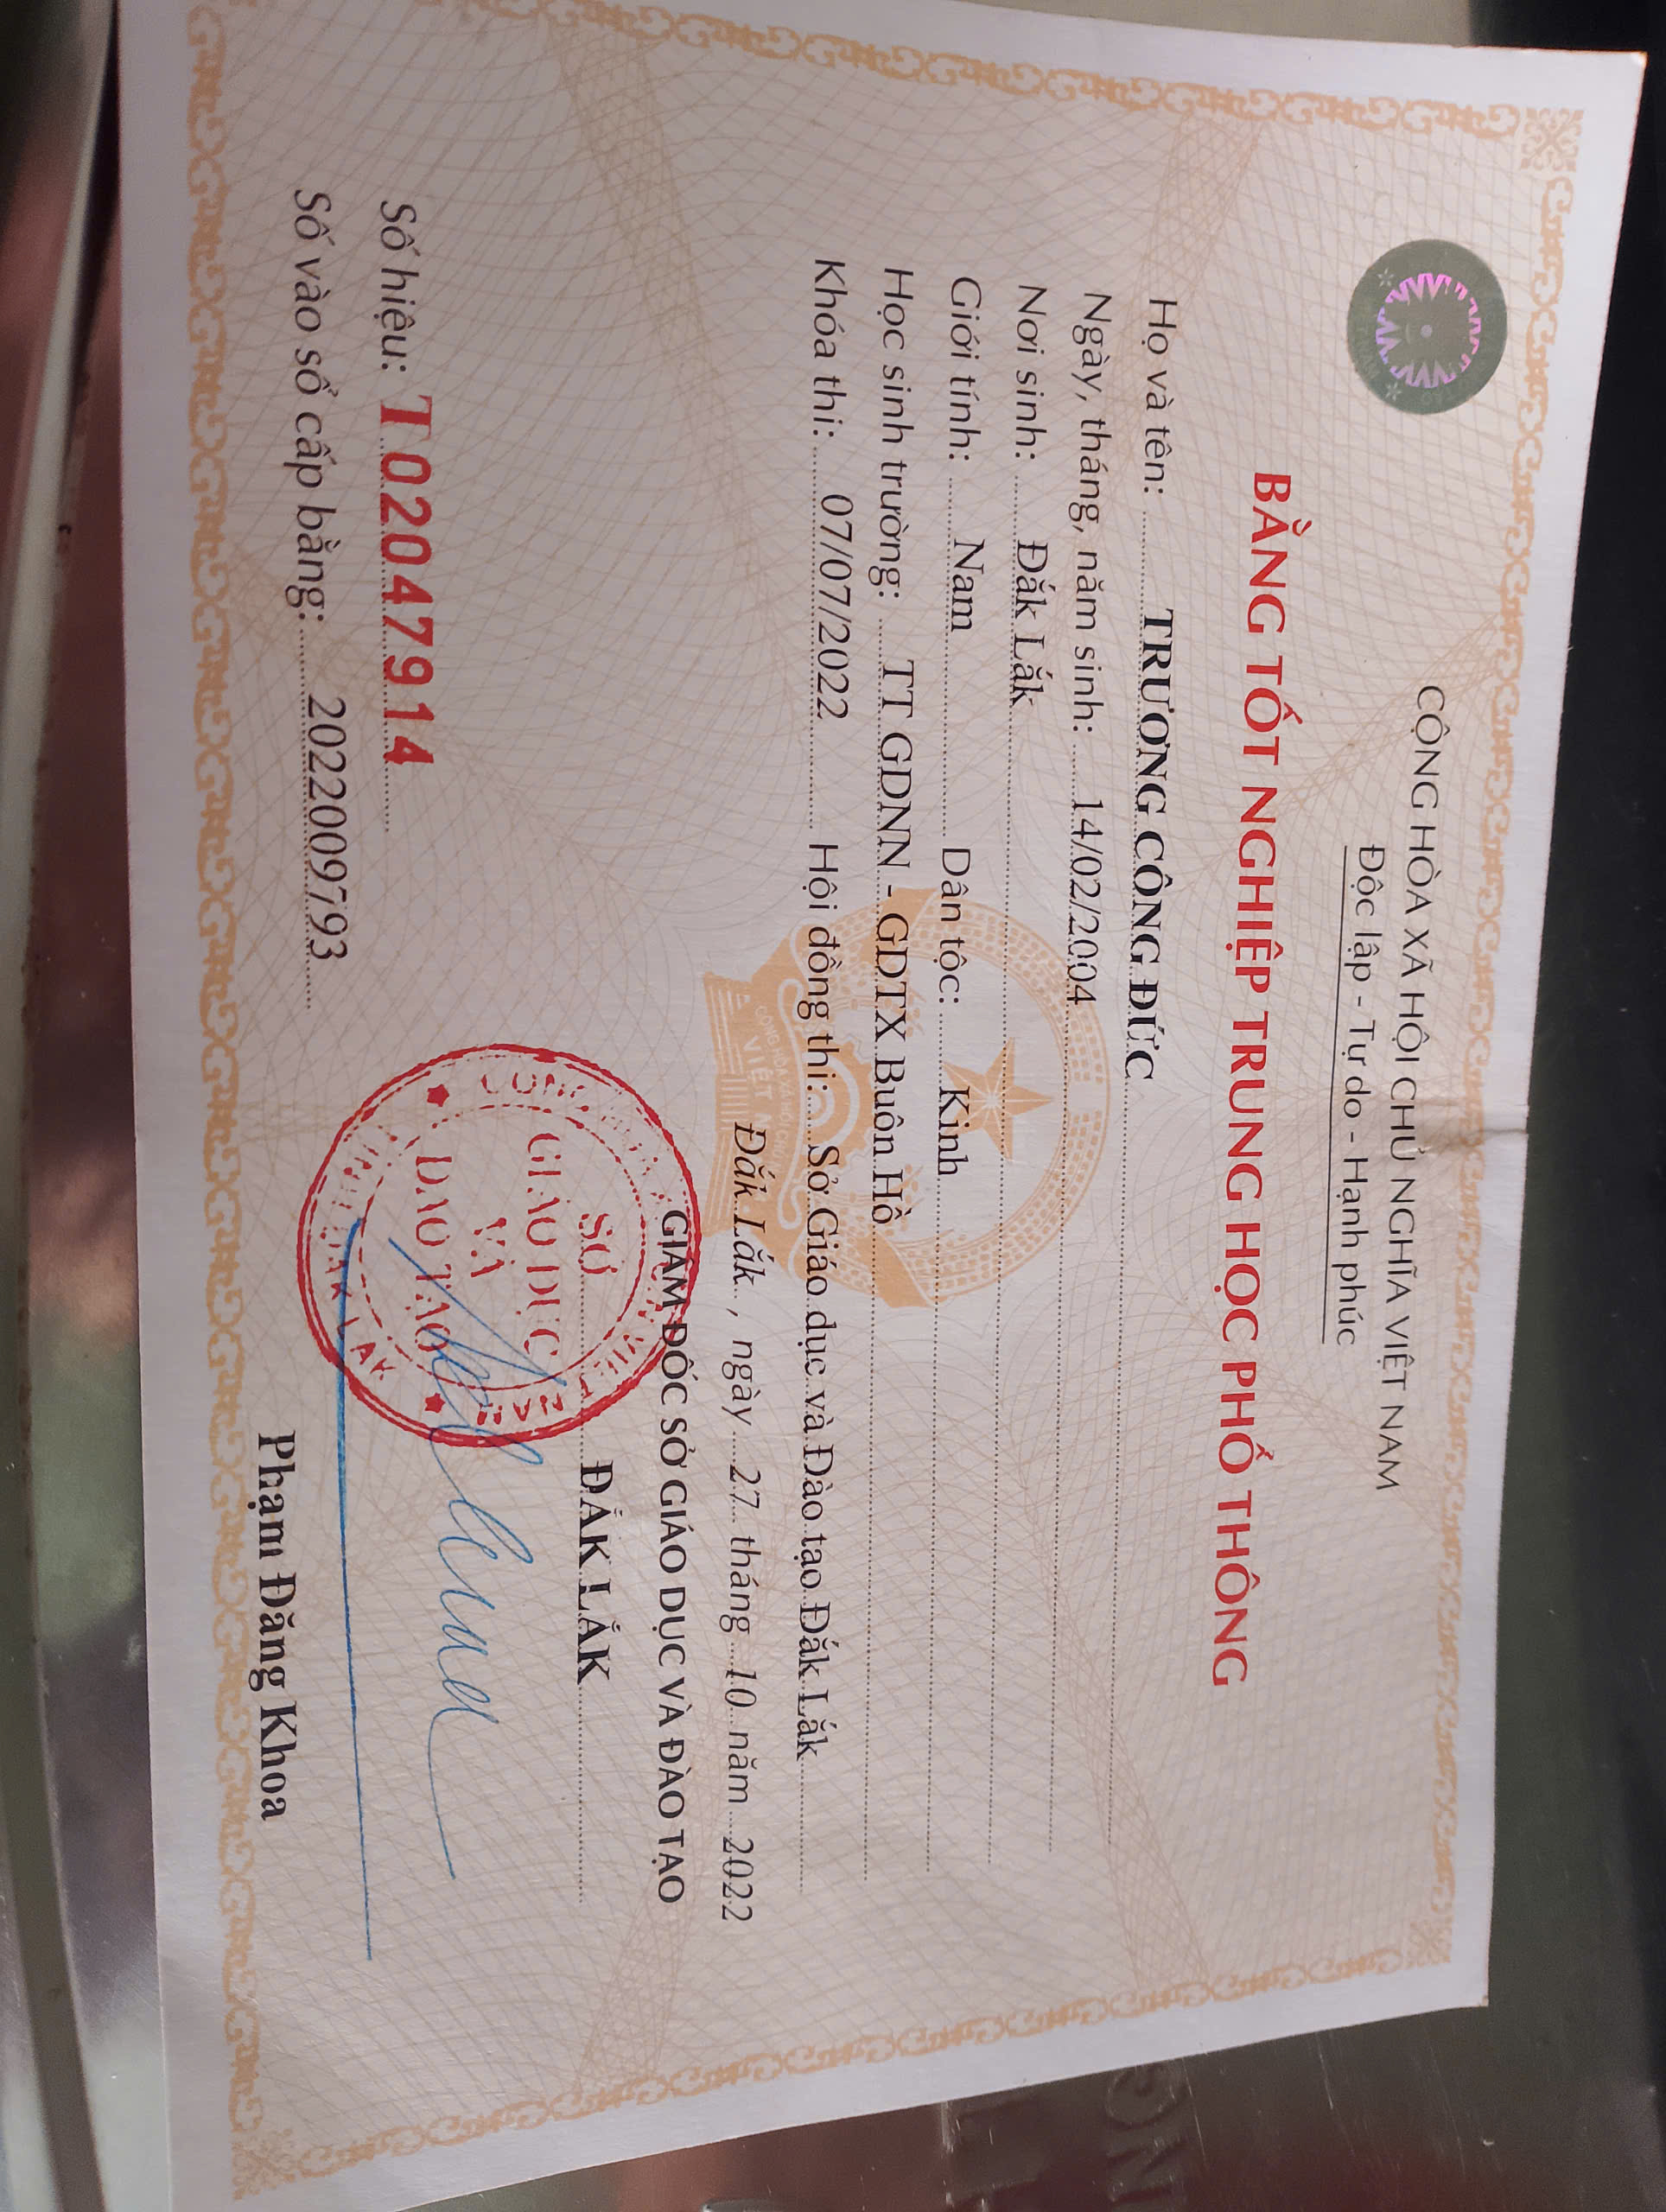 CỘNG HÒA XÃ HỘI CHỦ NGHĨA VIỆT NAM
Độc lập - Tự do - Hạnh phúc
BẰNG TỐT NGHIỆP TRUNG HỌC PHỔ THÔNG
Họ và tên: TRƯƠNG CÔNG ĐỨC
Ngày, tháng, năm sinh: 14/02/2004
Nơi sinh: Đắk Lắk
Giới tính: Nam Dân tộc: Kinh
Học sinh trường: TT GDNN - GDTX Buôn Hồ
Khóa thi: 07/07/2022 Hội đồng thi: Sở Giáo dục và Đào tạo Đắk Lắk
Đắk Lắk, ngày 27 tháng 10 năm 2022
GIÁM ĐỐC SỞ GIÁO DỤC VÀ ĐÀO TẠO
ĐẮK LẮK
SỞ
GIÁO DỤC
VÀ
ĐÀO TẠO
Số hiệu: T02047914
Số vào sổ cấp bằng: 20220097/93
Phạm Đăng Khoa